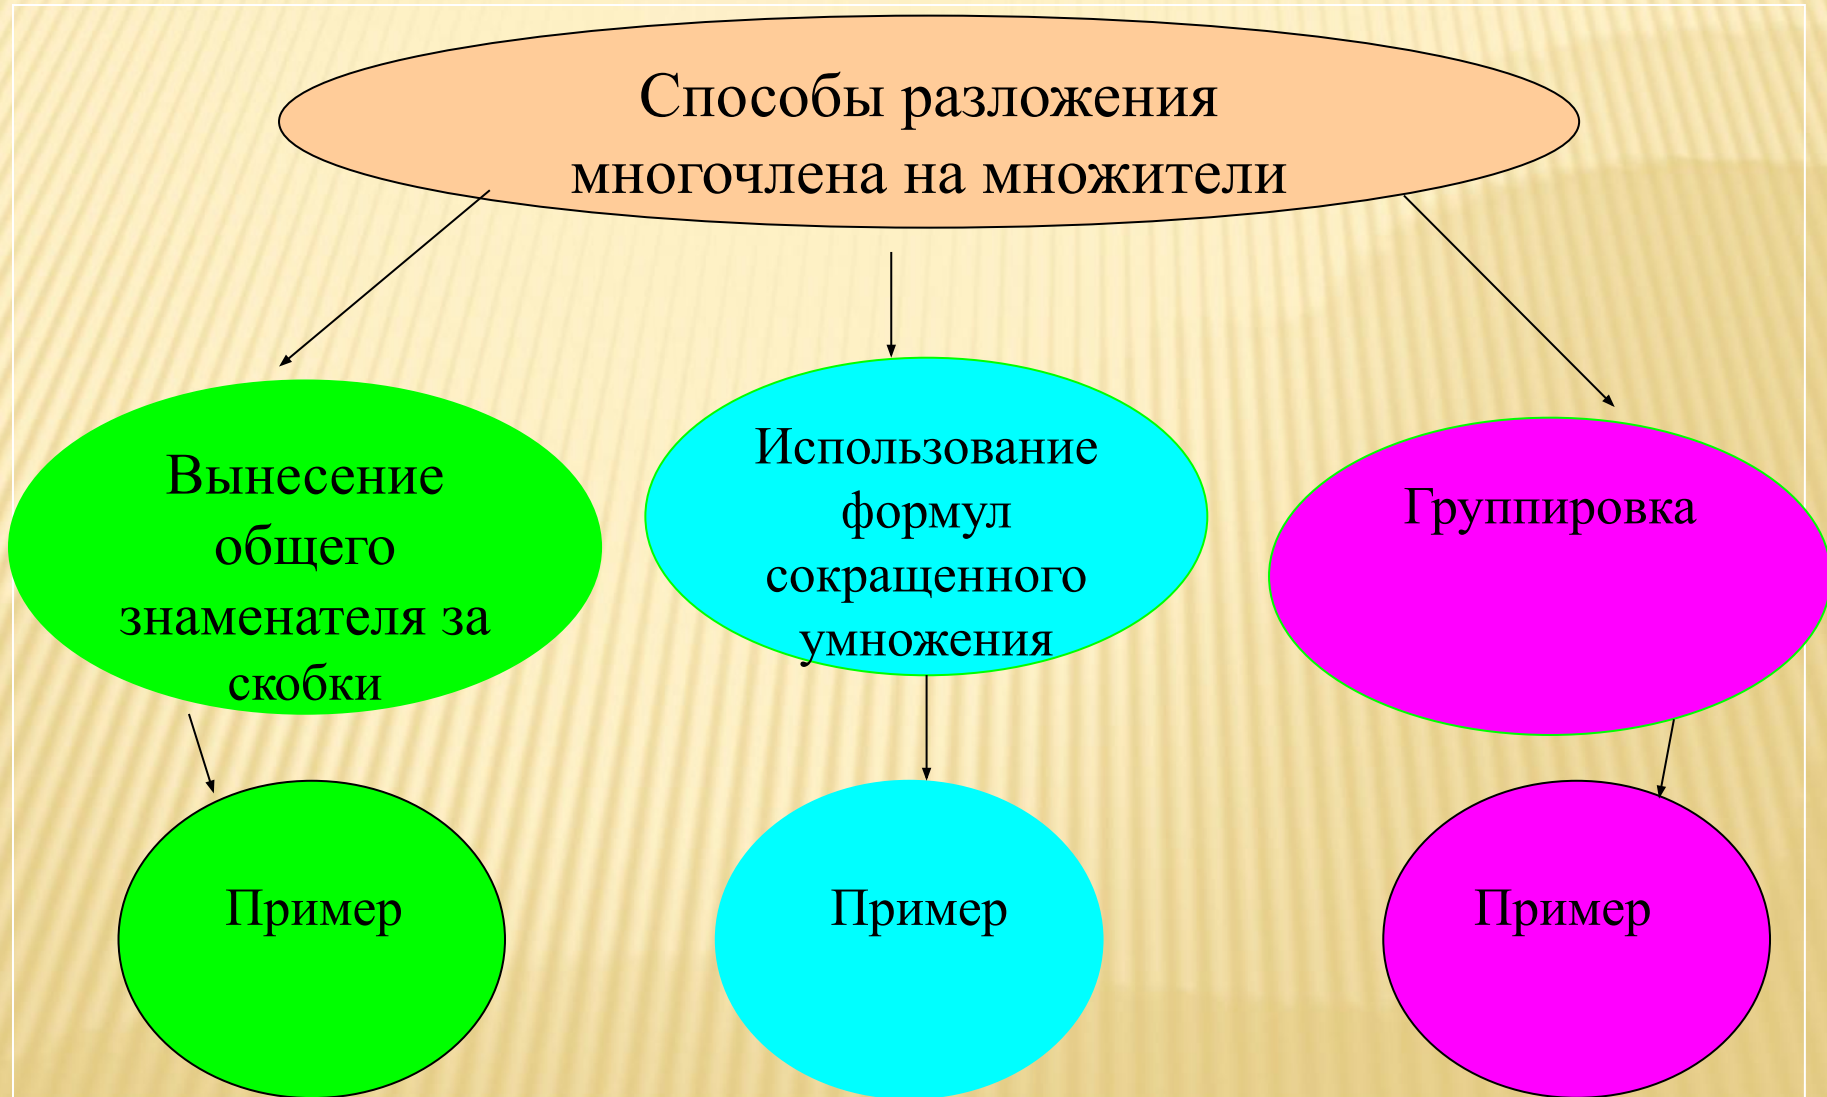 Способы разложения
многочлена на множители
Вынесение
общего
знаменателя за
скобки
Использование
формул
сокращенного
умножения
Группировка
Пример
Пример
Пример